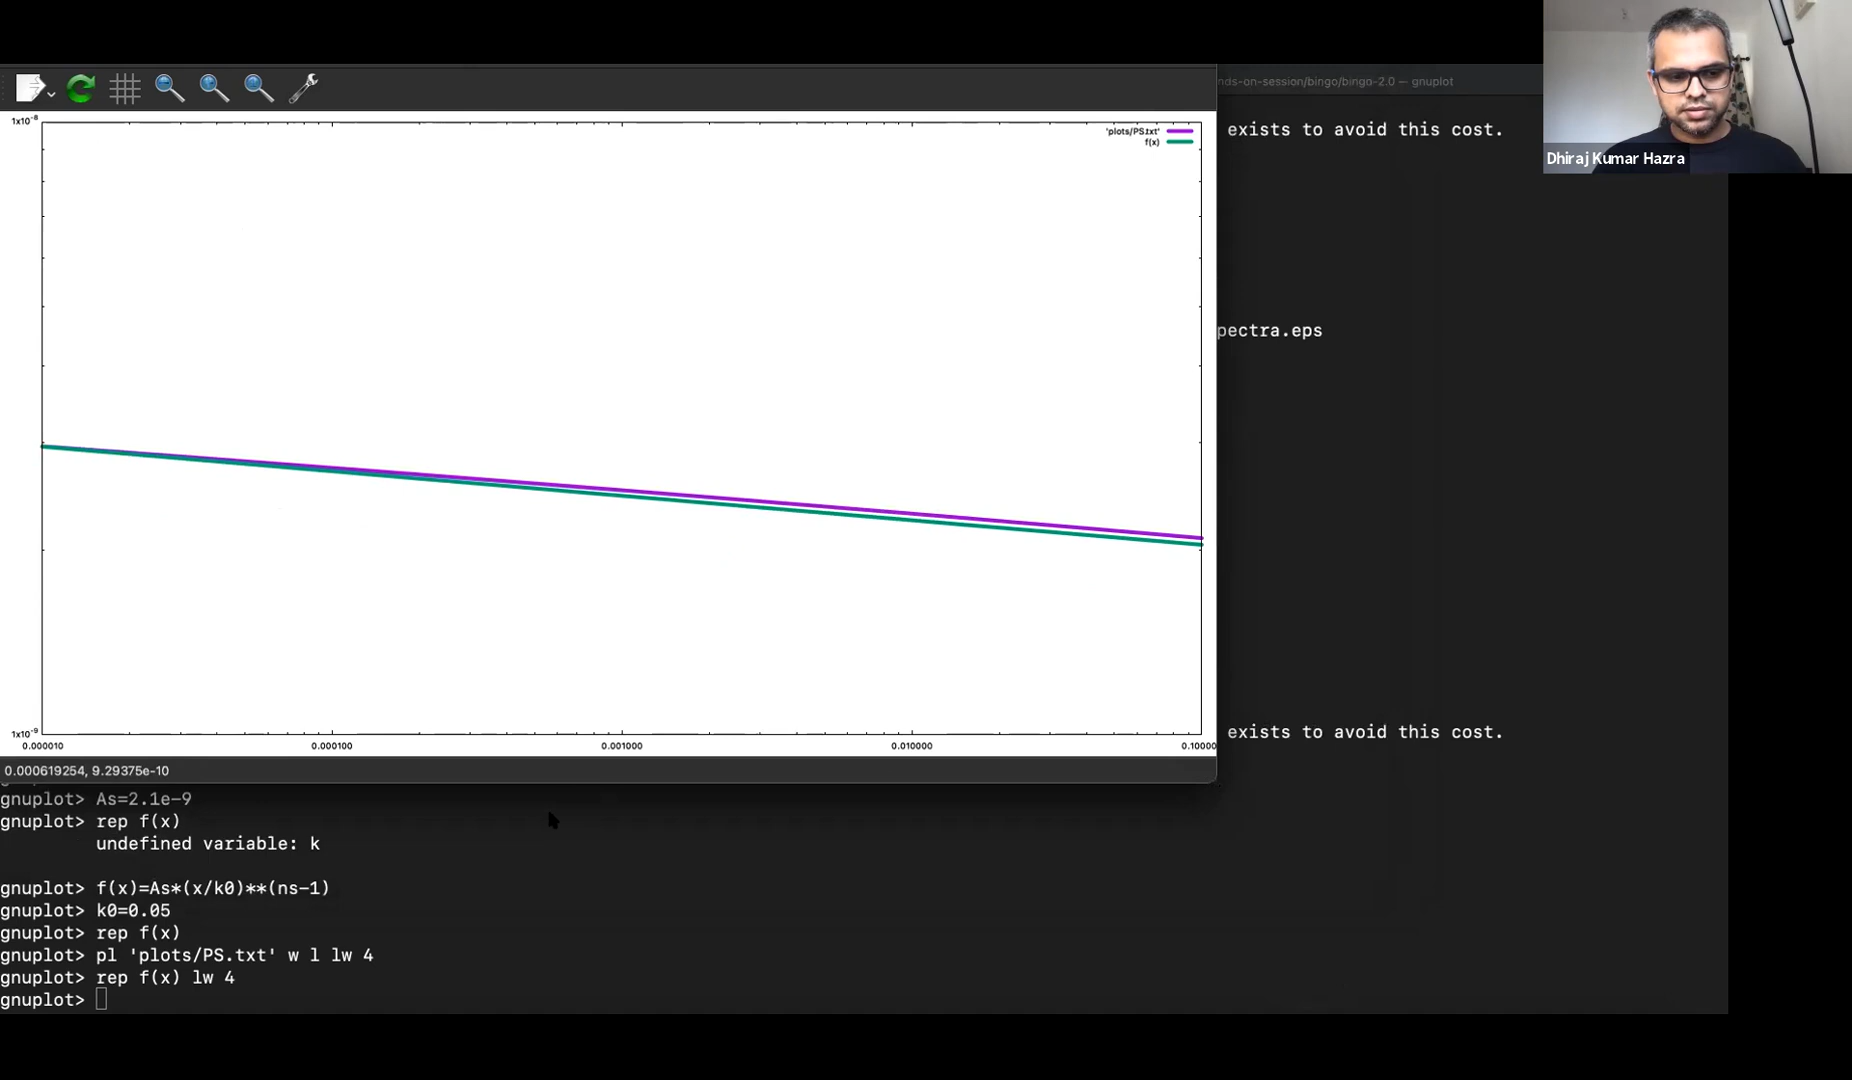 nds-on-session/bingo/bingo-2.0 — gnuplot
exists to avoid this cost.
Dhiraj Kumar Hazra
1x10-8
'plots/PS.txt'
f(x)
pectra.eps
exists to avoid this cost.
1x10-9
0.000010 0.000100 0.001000 0.010000 0.10000
0.000619254, 9.29375e-10
gnuplot> As=2.1e-9
gnuplot> rep f(x)
undefined variable: k
gnuplot> f(x)=As*(x/k0)**(ns-1)
gnuplot> k0=0.05
gnuplot> rep f(x)
gnuplot> pl 'plots/PS.txt' w l lw 4
gnuplot> rep f(x) lw 4
gnuplot>